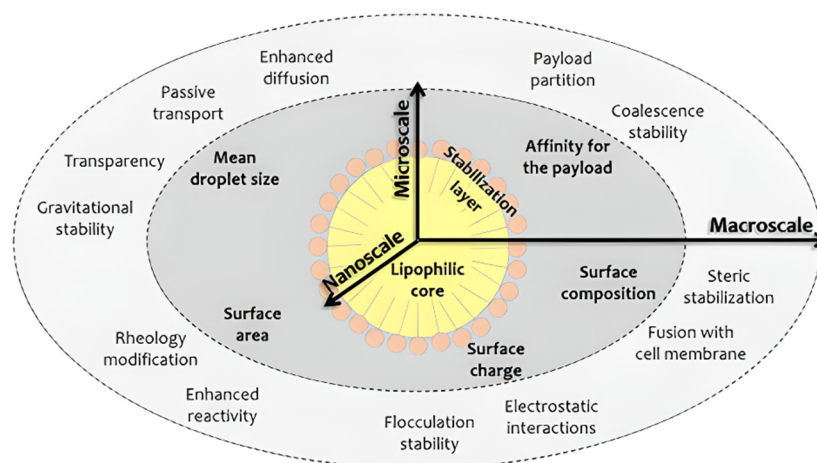 Enhanced
diffusion
Payload
partition
Passive
transport
Coalescence
stability
Transparency
Mean
droplet size
Microscale
Stabilization
layer
Affinity for
the payload
Gravitational
stability
Macroscale
Nanoscale
Lipophilic
core
Surface
composition
Steric
stabilization
Surface
area
Rheology
modification
Fusion with
cell membrane
Surface
charge
Enhanced
reactivity
Flocculation
stability
Electrostatic
interactions